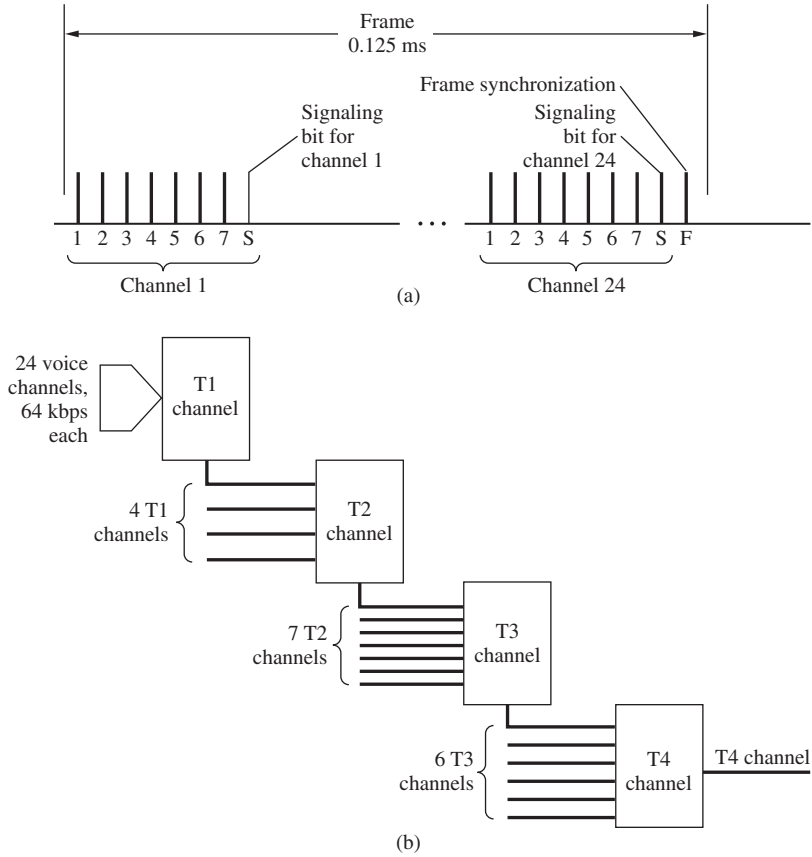 Frame
0.125 ms
Frame synchronization
Signaling
bit for
channel 1
Signaling
bit for
channel 24
1 2 3 4 5 6 7 S
. . .
1 2 3 4 5 6 7 S F
Channel 1
Channel 24
(a)
24 voice
channels,
64 kbps
each
T1
channel
4 T1
channels
T2
channel
7 T2
channels
T3
channel
6 T3
channels
T4
channel
T4 channel
(b)